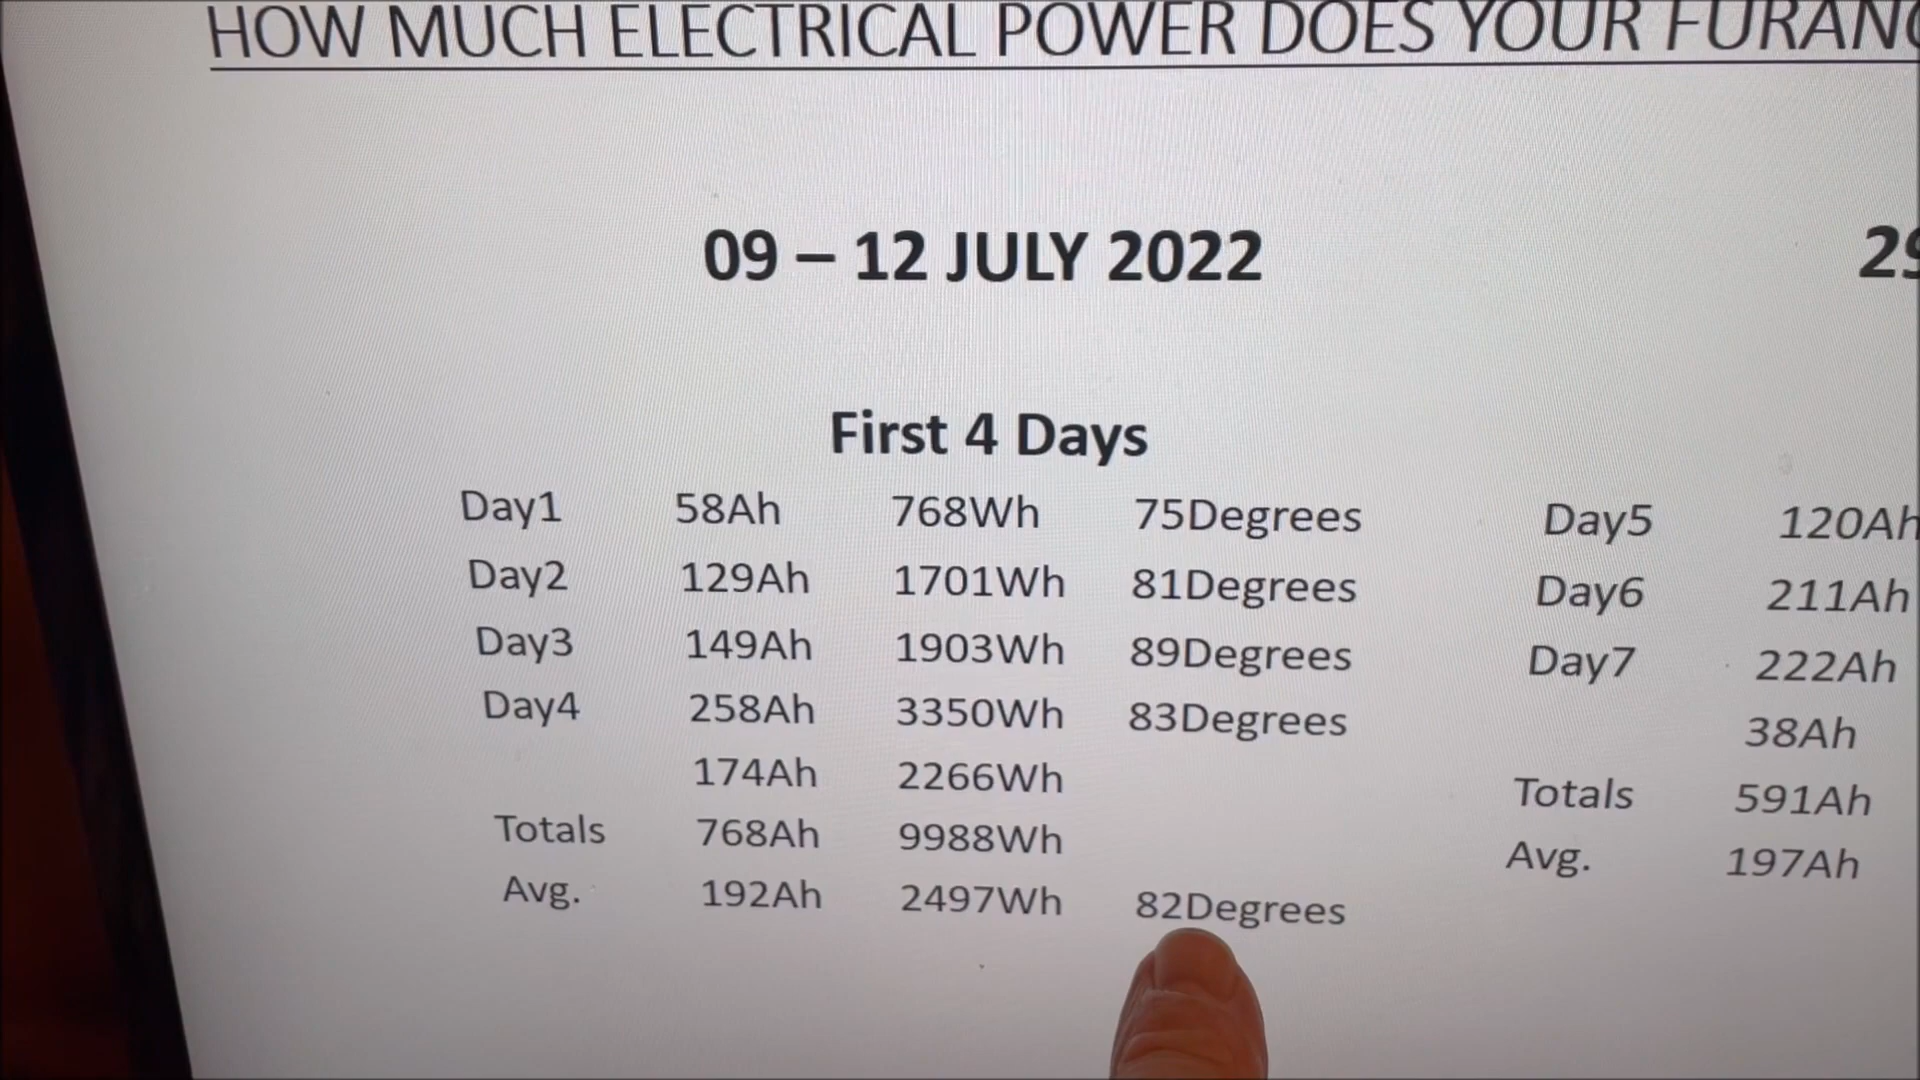 HOW MUCH ELECTRICAL POWER DOES YOUR FURANO
09 – 12 JULY 2022
29
First 4 Days
Day1 58Ah 768Wh 75Degrees Day5 120Ah
Day2 129Ah 1701Wh 81Degrees Day6 211Ah
Day3 149Ah 1903Wh 89Degrees Day7 222Ah
Day4 258Ah 3350Wh 83Degrees 38Ah
174Ah 2266Wh
Totals 768Ah 9988Wh Totals 591Ah
Avg. 192Ah 2497Wh 82Degrees Avg. 197Ah